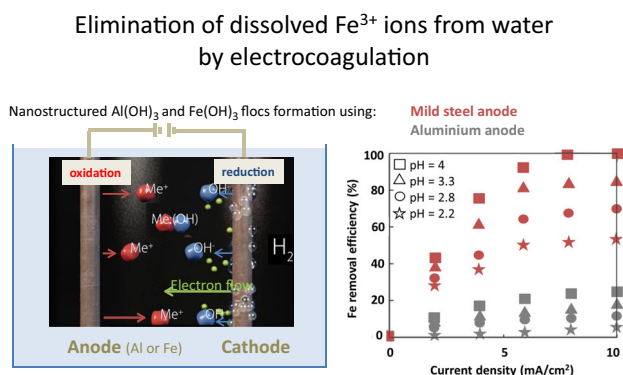 Elimination of dissolved Fe³⁺ ions from water
by electrocoagulation
Nanostructured Al(OH)₃ and Fe(OH)₃ flocs formation using:
Mild steel anode
Aluminium anode
oxidation
reduction
Me⁺
OH⁻
Me(OH)
Me⁺
OH⁻
H₂
Electron flow
Me⁺
OH⁻
Anode (Al or Fe)
Cathode
Fe removal efficiency (%)
100
80
60
40
20
0
pH = 4
pH = 3.3
pH = 2.8
pH = 2.2
0
5
10
Current density (mA/cm²)